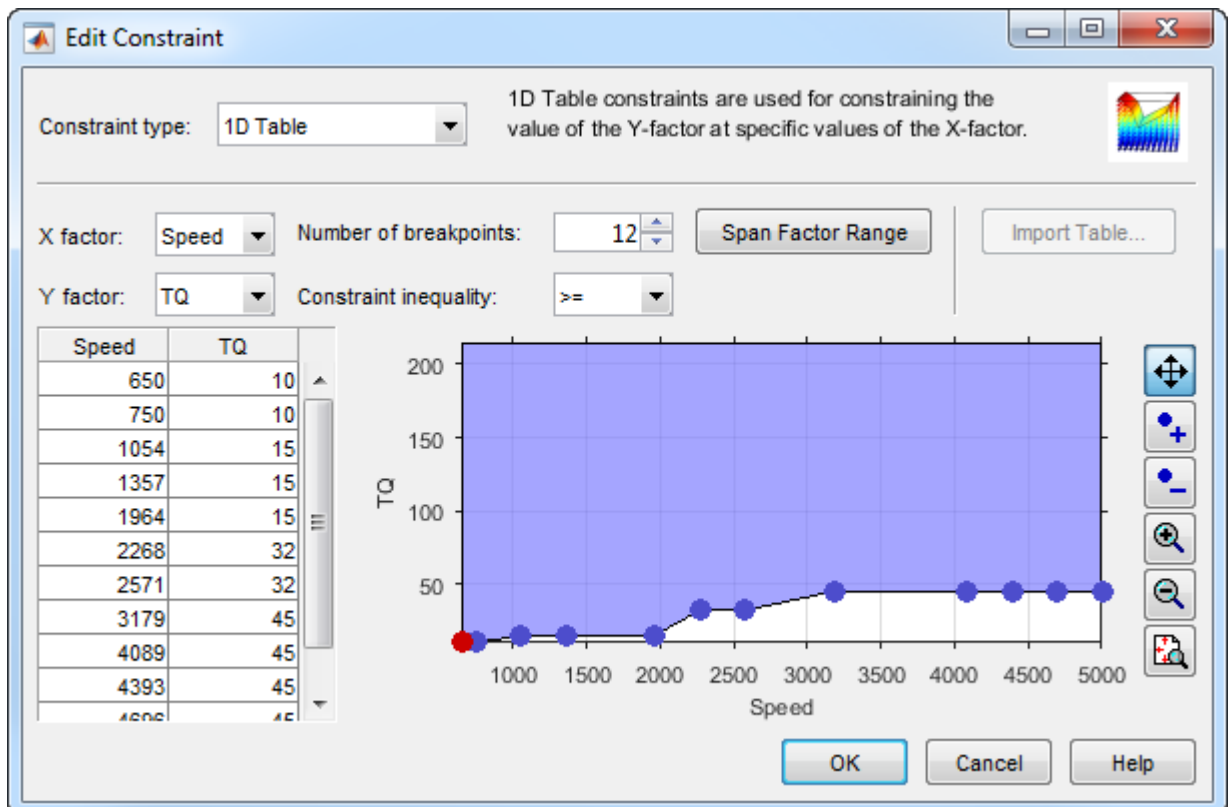 Edit Constraint
Constraint type: 1D Table
1D Table constraints are used for constraining the
value of the Y-factor at specific values of the X-factor.
X factor: Speed Number of breakpoints: 12 Span Factor Range Import Table...
Y factor: TQ Constraint inequality: >=
Speed TQ
650 10
750 10
1054 15
1357 15
1964 15
2268 32
2571 32
3179 45
4089 45
4393 45
4696 45
200
150
100
50
TQ
1000 1500 2000 2500 3000 3500 4000 4500 5000
Speed
OK Cancel Help